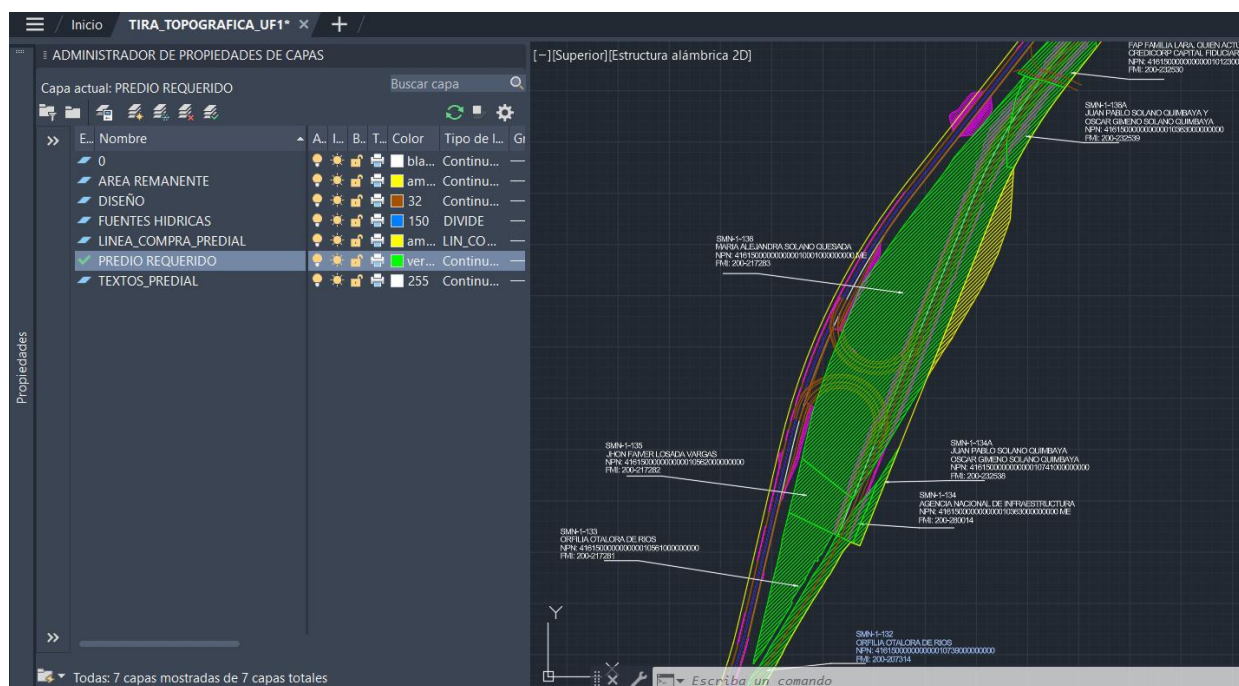 Inicio
TIRA_TOPOGRAFICA_UF1*
ADMINISTRADOR DE PROPIEDADES DE CAPAS
Capa actual: PREDIO REQUERIDO
Buscar capa
E... Nombre A.. I... B.. T... Color Tipo de l... Gr
0 bla... Continu...
AREA REMANENTE am... Continu...
DISEÑO 32 Continu...
FUENTES HIDRICAS 150 DIVIDE
LINEA_COMPRA_PREDIAL am... LIN_CO...
PREDIO REQUERIDO ver... Continu...
TEXTOS_PREDIAL 255 Continu...
Propiedades
Todas: 7 capas mostradas de 7 capas totales
[−][Superior][Estructura alámbrica 2D]
FAP FAMILIA LARA. QUIEN ACTU
CREDICORP CAPITAL FIDUCIAR
FMI: 200-232530
SMN-1-136A
JUAN PABLO SOLANO QUIMBAYA Y
OSCAR GIMENO SOLANO QUIMBAYA
FMI: 200-232539
SMN-1-136
MARIA ALEJANDRA SOLANO QUESADA
FMI: 200-217283
SMN-1-135
JHON FAIVER LOSADA VARGAS
FMI: 200-217282
SMN-1-134A
JUAN PABLO SOLANO QUIMBAYA
OSCAR GIMENO SOLANO QUIMBAYA
FMI: 200-232538
SMN-1-134
AGENCIA NACIONAL DE INFRAESTRUCTURA
FMI: 200-280014
SMN-1-133
ORFILIA OTALORA DE RIOS
FMI: 200-217281
SMN-1-132
ORFILIA OTALORA DE RIOS
FMI: 200-207314
Y
Escriba un comando